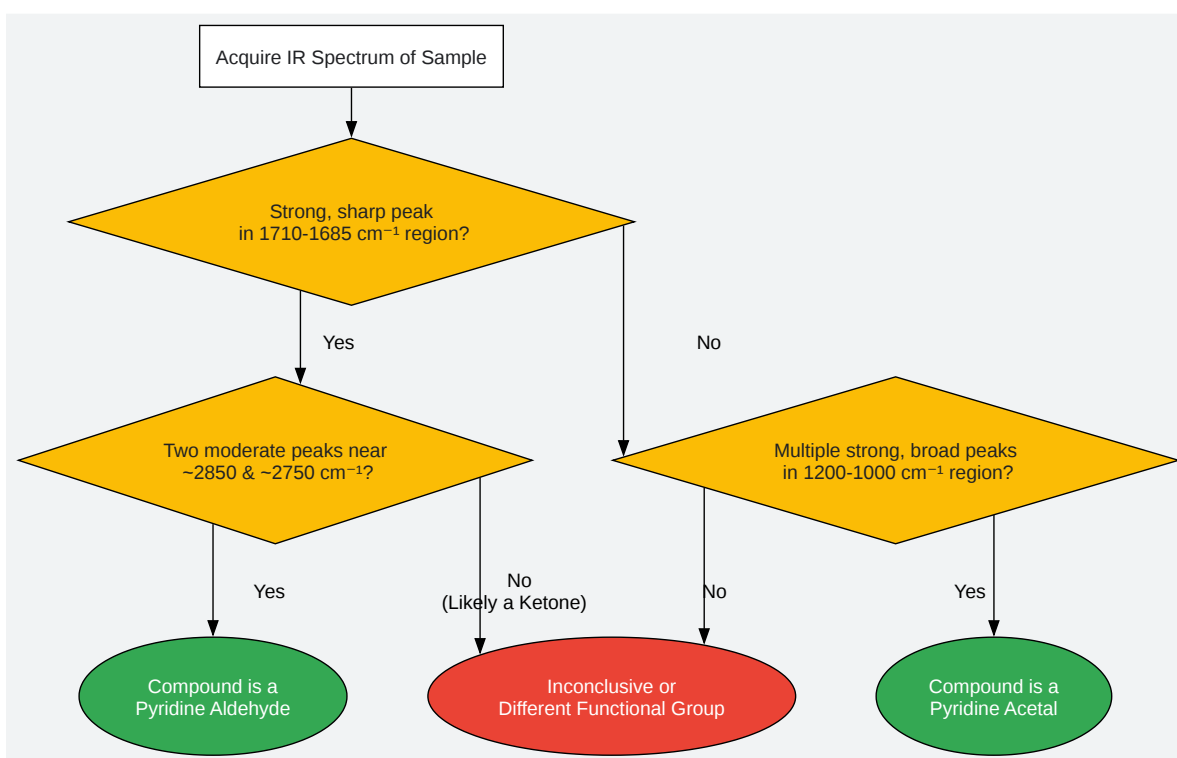 Acquire IR Spectrum of Sample
Strong, sharp peak
in 1710-1685 cm⁻¹ region?
Yes
No
Two moderate peaks near
~2850 & ~2750 cm⁻¹?
Multiple strong, broad peaks
in 1200-1000 cm⁻¹ region?
Yes
No
(Likely a Ketone)
No
Yes
Compound is a
Pyridine Aldehyde
Inconclusive or
Different Functional Group
Compound is a
Pyridine Acetal